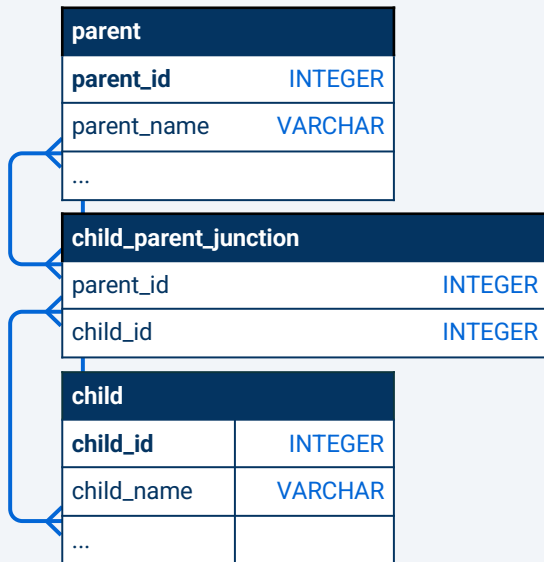 parent
parent_id INTEGER
parent_name VARCHAR
...
child_parent_junction
parent_id INTEGER
child_id INTEGER
child
child_id INTEGER
child_name VARCHAR
...